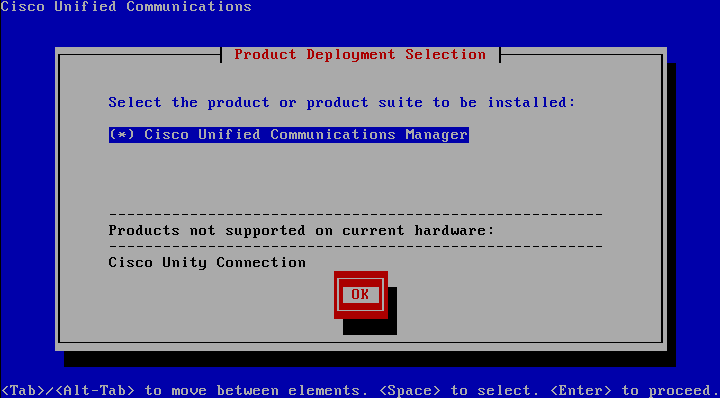 Cisco Unified Communications
Product Deployment Selection
Select the product or product suite to be installed:
(*) Cisco Unified Communications Manager
-------------------------------------------------------
Products not supported on current hardware:
-------------------------------------------------------
Cisco Unity Connection
OK
<Tab>/<Alt-Tab> to move between elements. <Space> to select. <Enter> to proceed.